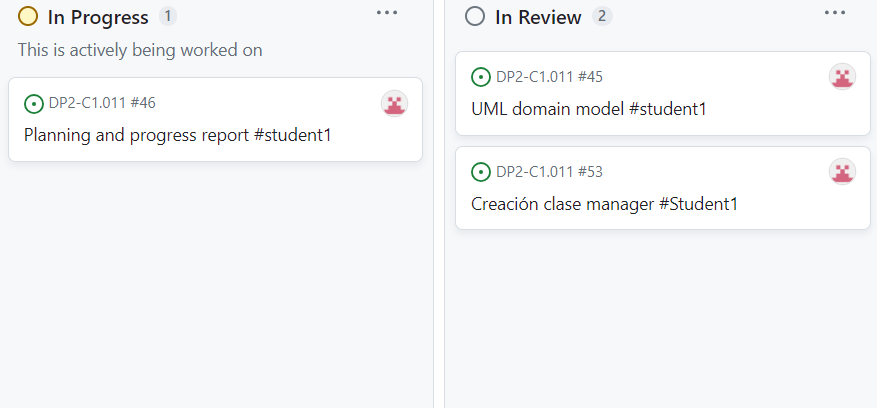 In Progress 1 ...
This is actively being worked on
DP2-C1.011 #46
Planning and progress report #student1
In Review 2 ...
DP2-C1.011 #45
UML domain model #student1
DP2-C1.011 #53
Creación clase manager #Student1